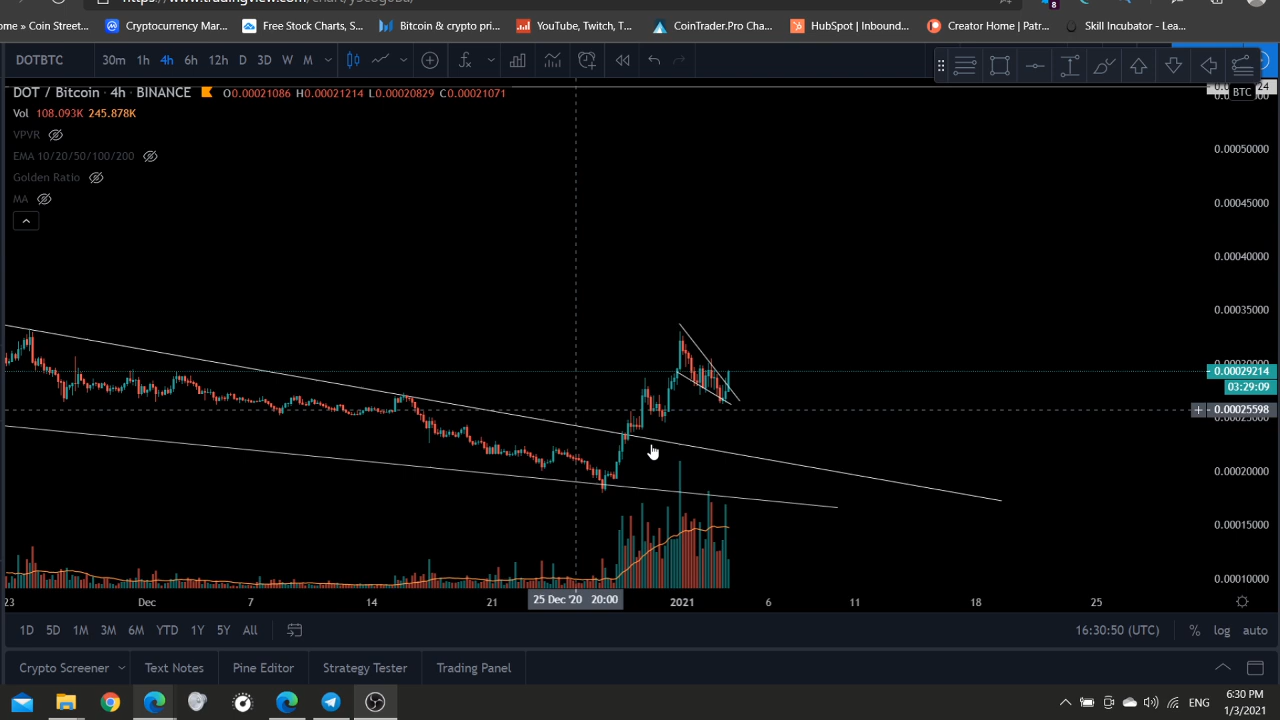 ome » Coin Street... Cryptocurrency Mar... Free Stock Charts, S... Bitcoin & crypto pri... YouTube, Twitch, T... CoinTrader.Pro Cha... HubSpot | Inbound... Creator Home | Patr... Skill Incubator - Lea...
DOTBTC 30m 1h 4h 6h 12h D 3D W M
DOT / Bitcoin · 4h · BINANCE O0.00021086 H0.00021214 L0.00020829 C0.00021071
BTC
Vol 108.093K 245.878K
VPVR
EMA 10/20/50/100/200
Golden Ratio
MA
0.00050000
0.00045000
0.00040000
0.00035000
0.00029214
03:29:09
0.00025598
0.00020000
0.00015000
0.00010000
23 Dec 7 14 21 25 Dec '20 20:00 2021 6 11 18 25
1D 5D 1M 3M 6M YTD 1Y 5Y All 16:30:50 (UTC) % log auto
Crypto Screener Text Notes Pine Editor Strategy Tester Trading Panel
ENG
6:30 PM
1/3/2021